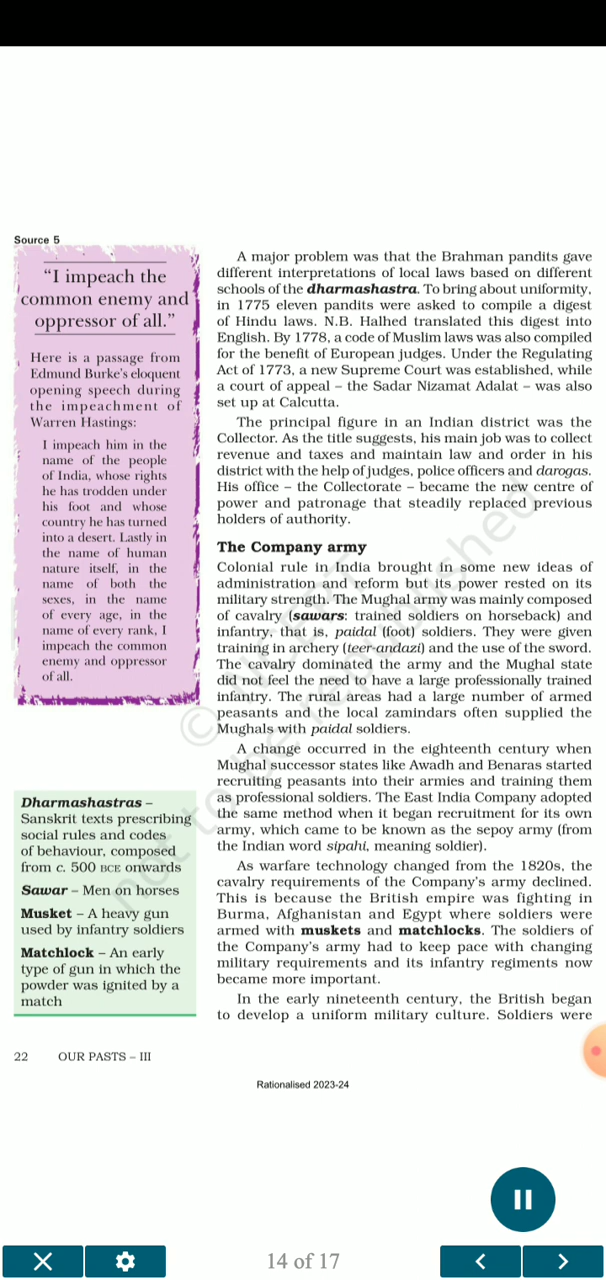 Source 5
“I impeach the
common enemy and
oppressor of all.”
Here is a passage from
Edmund Burke's eloquent
opening speech during
the impeachment of
Warren Hastings:
I impeach him in the
name of the people
of India, whose rights
he has trodden under
his foot and whose
country he has turned
into a desert. Lastly in
the name of human
nature itself, in the
name of both the
sexes, in the name
of every age, in the
name of every rank, I
impeach the common
enemy and oppressor
of all.
Dharmashastras –
Sanskrit texts prescribing
social rules and codes
of behaviour, composed
from c. 500 BCE onwards
Sawar – Men on horses
Musket – A heavy gun
used by infantry soldiers
Matchlock – An early
type of gun in which the
powder was ignited by a
match
A major problem was that the Brahman pandits gave
different interpretations of local laws based on different
schools of the dharmashastra. To bring about uniformity,
in 1775 eleven pandits were asked to compile a digest
of Hindu laws. N.B. Halhed translated this digest into
English. By 1778, a code of Muslim laws was also compiled
for the benefit of European judges. Under the Regulating
Act of 1773, a new Supreme Court was established, while
a court of appeal – the Sadar Nizamat Adalat – was also
set up at Calcutta.
The principal figure in an Indian district was the
Collector. As the title suggests, his main job was to collect
revenue and taxes and maintain law and order in his
district with the help of judges, police officers and darogas.
His office – the Collectorate – became the new centre of
power and patronage that steadily replaced previous
holders of authority.
The Company army
Colonial rule in India brought in some new ideas of
administration and reform but its power rested on its
military strength. The Mughal army was mainly composed
of cavalry (sawars: trained soldiers on horseback) and
infantry, that is, paidal (foot) soldiers. They were given
training in archery (teer-andazi) and the use of the sword.
The cavalry dominated the army and the Mughal state
did not feel the need to have a large professionally trained
infantry. The rural areas had a large number of armed
peasants and the local zamindars often supplied the
Mughals with paidal soldiers.
A change occurred in the eighteenth century when
Mughal successor states like Awadh and Benaras started
recruiting peasants into their armies and training them
as professional soldiers. The East India Company adopted
the same method when it began recruitment for its own
army, which came to be known as the sepoy army (from
the Indian word sipahi, meaning soldier).
As warfare technology changed from the 1820s, the
cavalry requirements of the Company's army declined.
This is because the British empire was fighting in
Burma, Afghanistan and Egypt where soldiers were
armed with muskets and matchlocks. The soldiers of
the Company's army had to keep pace with changing
military requirements and its infantry regiments now
became more important.
In the early nineteenth century, the British began
to develop a uniform military culture. Soldiers were
22 OUR PASTS – III
Rationalised 2023-24
14 of 17